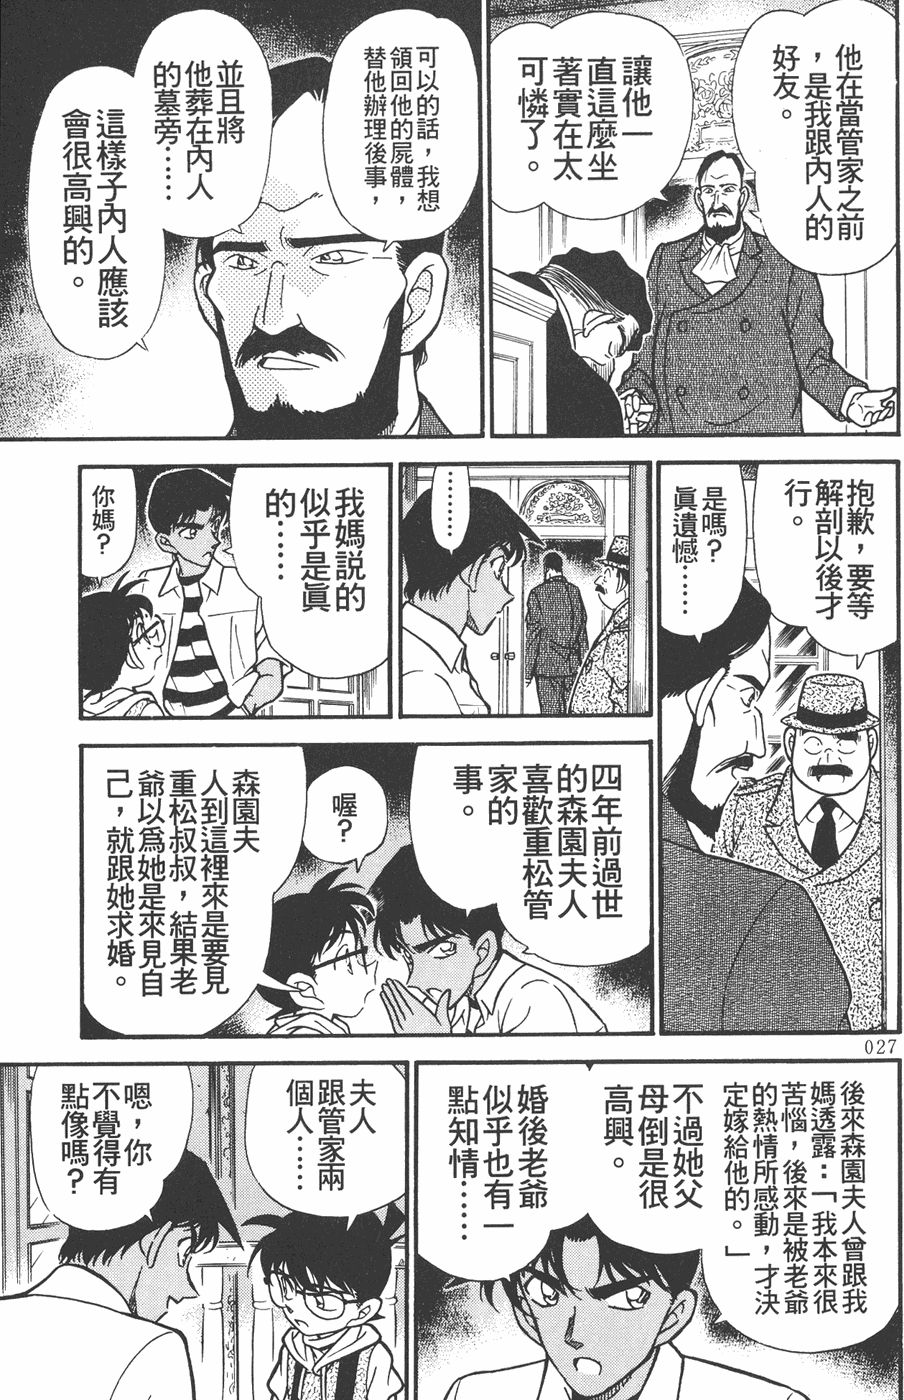 他在當管家之前
，是我跟內人的
好友。
讓他一
直這麼坐
著實在太
可憐了。
可以的話，我想
領回他的屍體，
替他辦理後事，
並且將
他葬在內人
的墓旁……
這樣子內人應該
會很高興的。
抱歉，要等
解剖以後才
行。
是嗎？
眞遺憾……
……
我媽說的
似乎是眞
的……
你媽？
四年前過世
的森園夫人
喜歡重松管
家的
事。
喔？
森園夫
人到這裡來是要見
重松叔叔，結果老
爺以爲她是來見自
己，就跟她求婚。
027
後來森園夫人曾跟我
媽透露：「我本來很
苦惱，後來是被老爺
的熱情所感動，才決
定嫁給他的。」
不過她父
母倒是很
高興。
婚後老爺
似乎也有一
點知情……
夫人
跟管家兩
個人……
嗯，你
不覺得有
點像嗎？